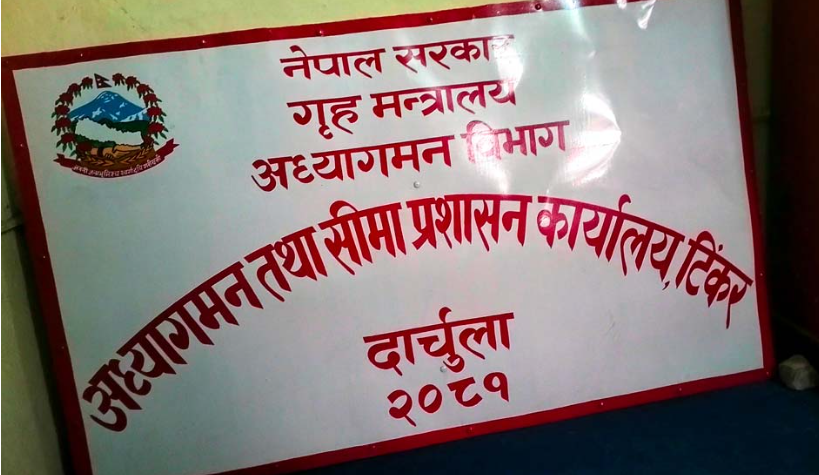 नेपाल सरकार
गृह मन्त्रालय
अध्यागमन विभाग
अध्यागमन तथा सीमा प्रशासन कार्यालय, टिंकर
दार्चुला
२०८१